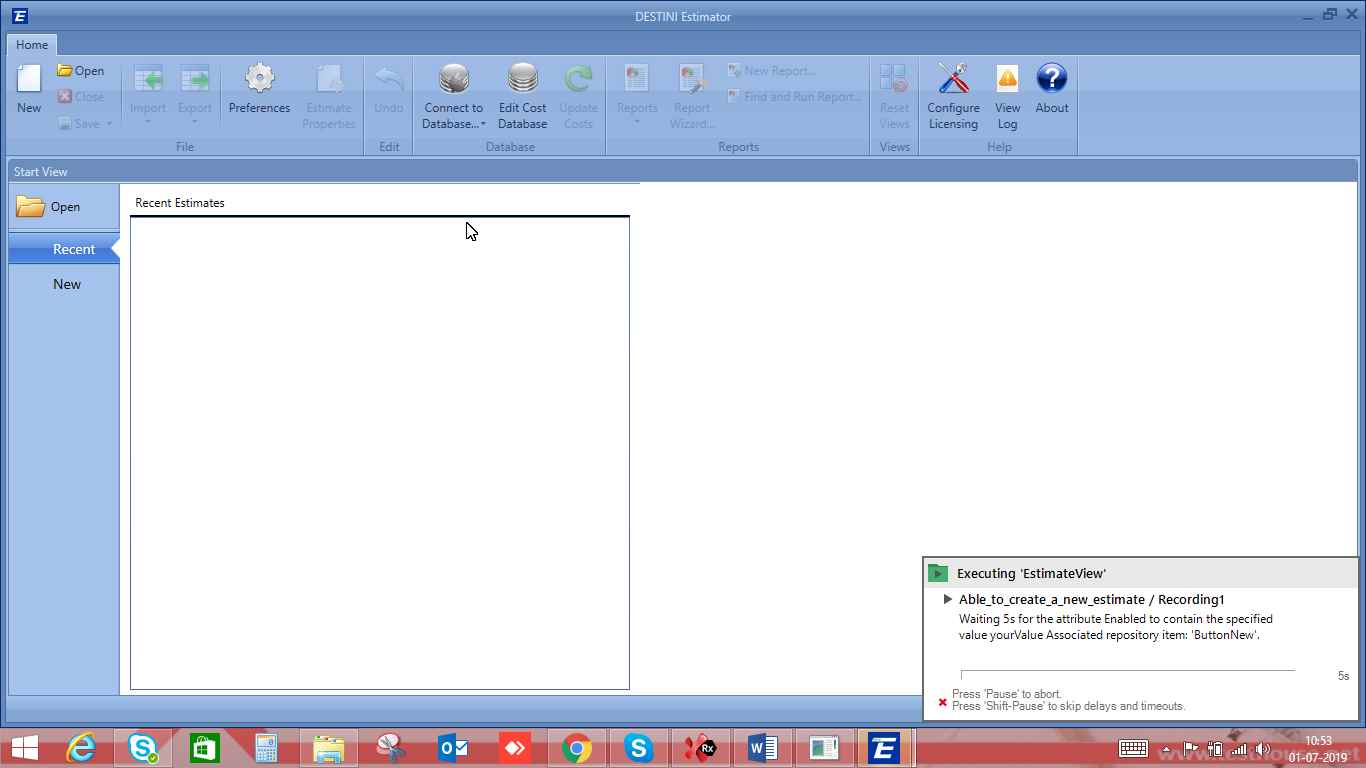 DESTINI Estimator
Home
New
Open
Close
Save
Import
Export
Preferences
Estimate
Properties
Undo
Connect to
Database...
Edit Cost
Database
Update
Costs
Reports
Report
Wizard...
New Report...
Find and Run Report...
Reset
Views
Configure
Licensing
View
Log
About
File
Edit
Database
Reports
Views
Help
Start View
Open
Recent
New
Recent Estimates
Executing 'EstimateView'
Able_to_create_a_new_estimate / Recording1
Waiting 5s for the attribute Enabled to contain the specified
value yourValue Associated repository item: 'ButtonNew'.
5s
Press 'Pause' to abort.
Press 'Shift-Pause' to skip delays and timeouts.
Rx
10:53
01-07-2019